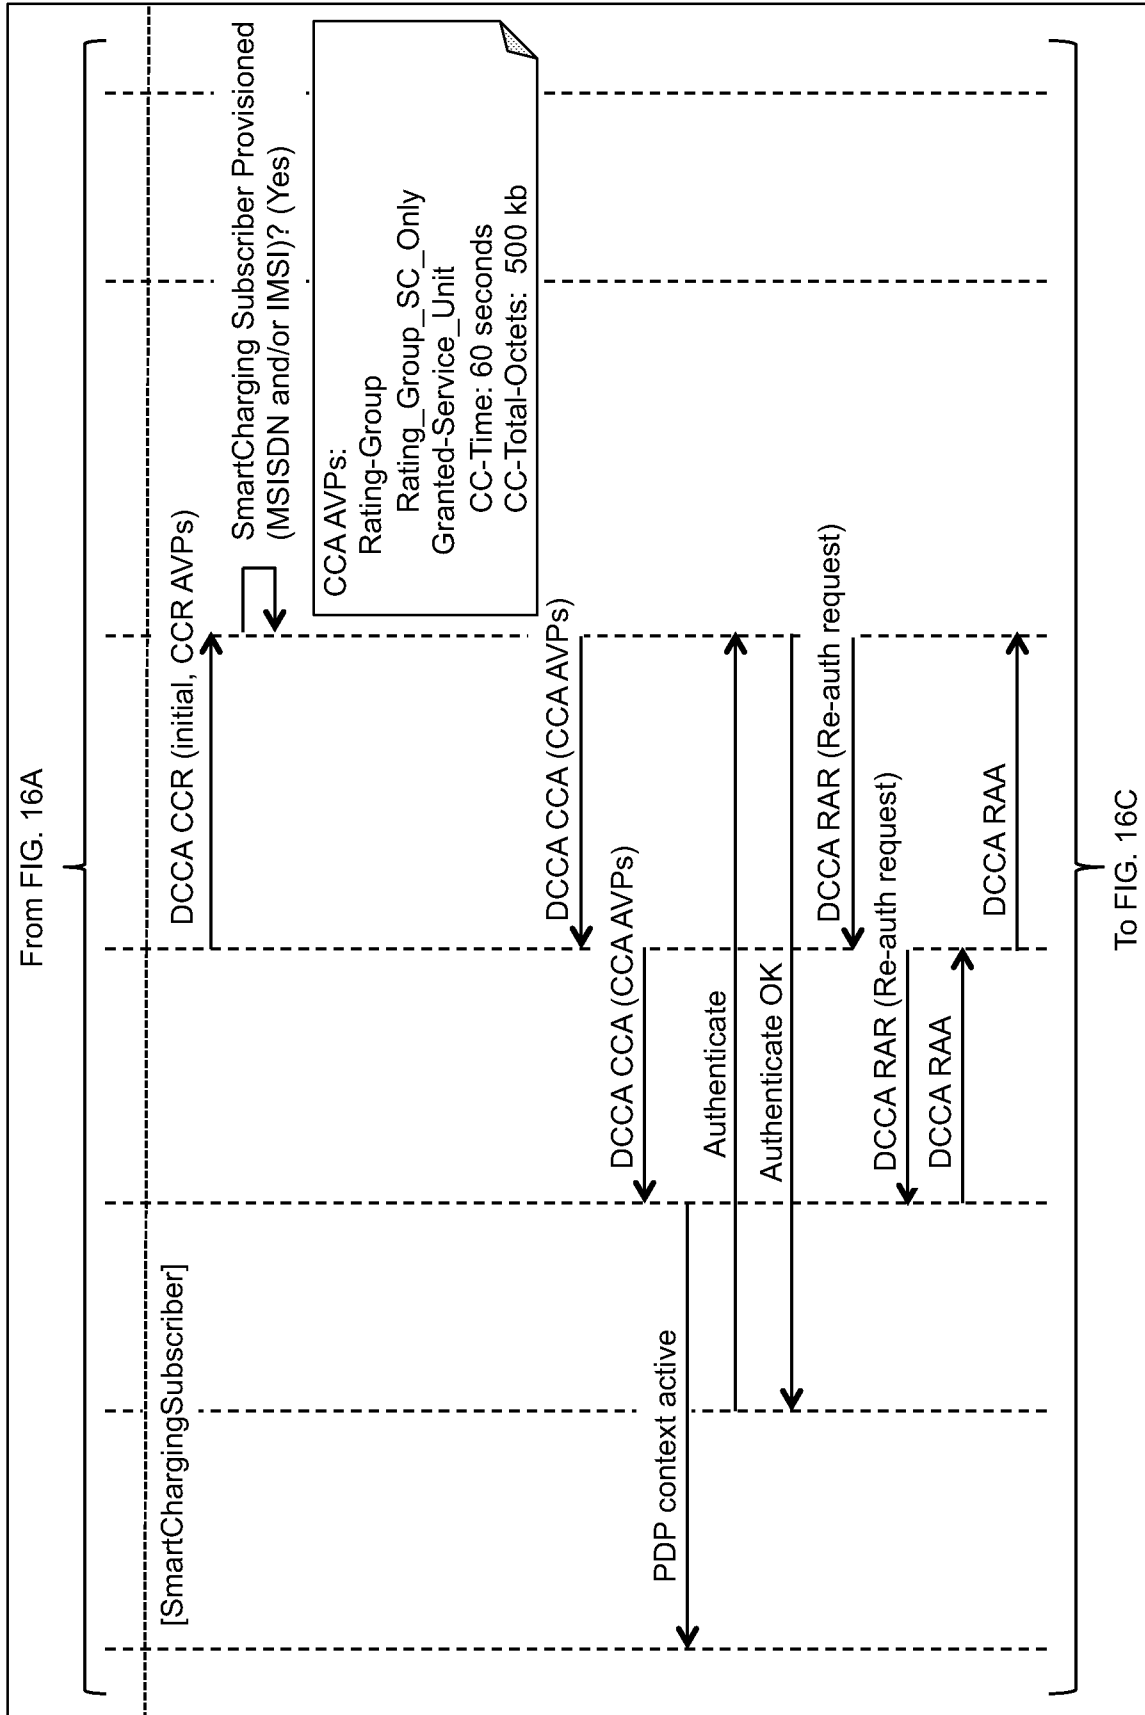 From FIG. 16A
[SmartChargingSubscriber]
DCCA CCR (initial, CCR AVPs)
SmartCharging Subscriber Provisioned
(MSISDN and/or IMSI)? (Yes)
CCA AVPs:
Rating-Group
Rating_Group_SC_Only
Granted-Service_Unit
CC-Time: 60 seconds
CC-Total-Octets: 500 kb
DCCA CCA (CCA AVPs)
DCCA CCA (CCA AVPs)
PDP context active
Authenticate
Authenticate OK
DCCA RAR (Re-auth request)
DCCA RAR (Re-auth request)
DCCA RAA
DCCA RAA
To FIG. 16C